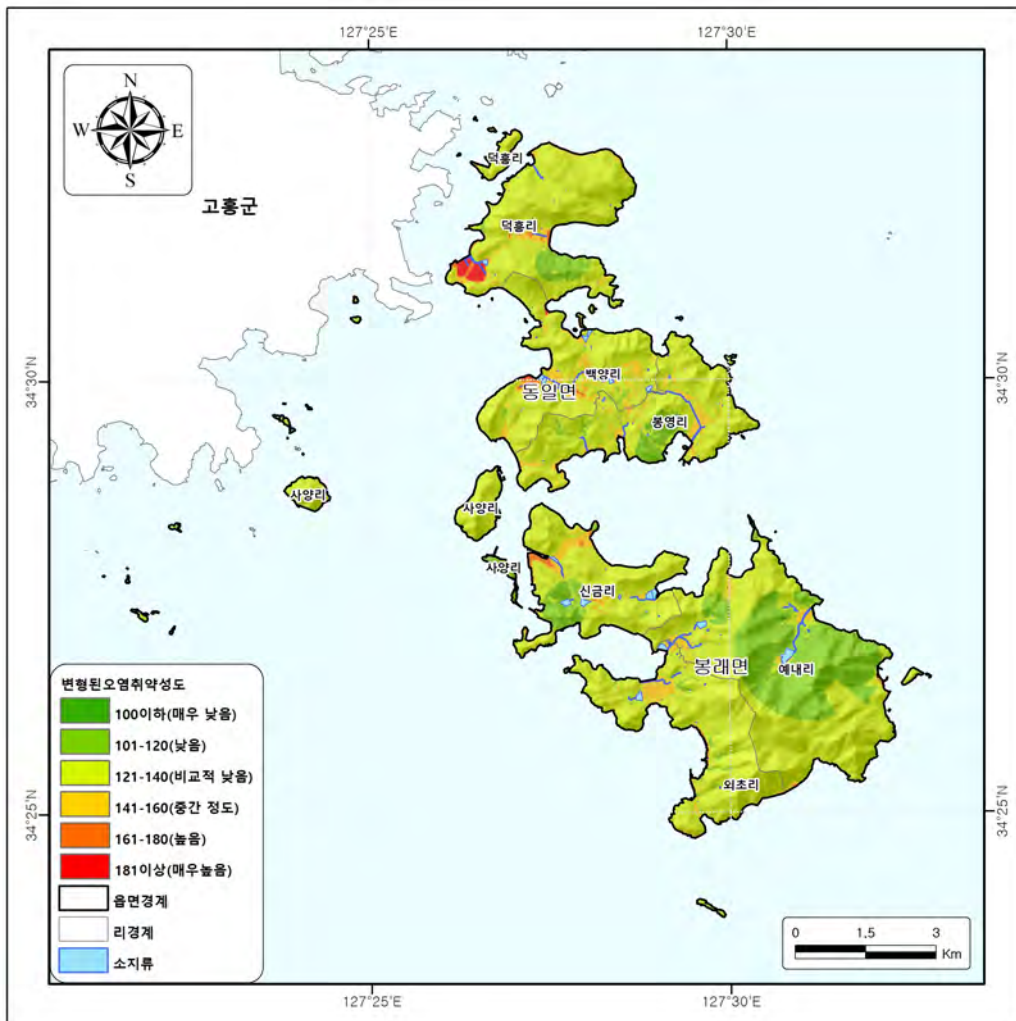 127°25'E
127°30'E
N
W
E
S
고흥군
덕흥리
덕흥리
34°30'N
34°30'N
백양리
동일면
봉영리
사양리
사양리
사양리
신금리
봉래면
예내리
외초리
34°25'N
34°25'N
변형된오염취약성도
100이하(매우 낮음)
101-120(낮음)
121-140(비교적 낮음)
141-160(중간 정도)
161-180(높음)
181이상(매우높음)
읍면경계
리경계
소지류
0 1.5 3
Km
127°25'E
127°30'E